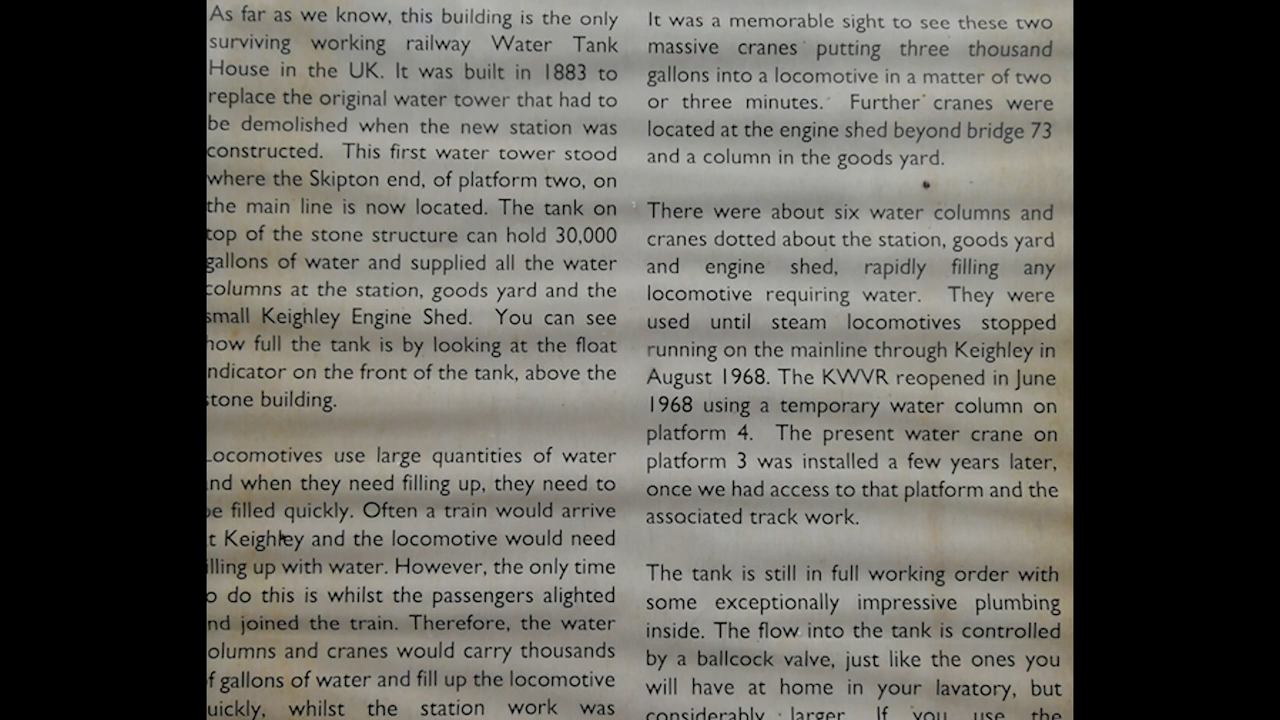 As far as we know, this building is the only
surviving working railway Water Tank
House in the UK. It was built in 1883 to
replace the original water tower that had to
be demolished when the new station was
constructed. This first water tower stood
where the Skipton end, of platform two, on
the main line is now located. The tank on
top of the stone structure can hold 30,000
gallons of water and supplied all the water
columns at the station, goods yard and the
small Keighley Engine Shed. You can see
how full the tank is by looking at the float
indicator on the front of the tank, above the
stone building.
Locomotives use large quantities of water
and when they need filling up, they need to
be filled quickly. Often a train would arrive
at Keighley and the locomotive would need
filling up with water. However, the only time
to do this is whilst the passengers alighted
and joined the train. Therefore, the water
columns and cranes would carry thousands
of gallons of water and fill up the locomotive
quickly, whilst the station work was
It was a memorable sight to see these two
massive cranes putting three thousand
gallons into a locomotive in a matter of two
or three minutes. Further cranes were
located at the engine shed beyond bridge 73
and a column in the goods yard.
There were about six water columns and
cranes dotted about the station, goods yard
and engine shed, rapidly filling any
locomotive requiring water. They were
used until steam locomotives stopped
running on the mainline through Keighley in
August 1968. The KWVR reopened in June
1968 using a temporary water column on
platform 4. The present water crane on
platform 3 was installed a few years later,
once we had access to that platform and the
associated track work.
The tank is still in full working order with
some exceptionally impressive plumbing
inside. The flow into the tank is controlled
by a ballcock valve, just like the ones you
will have at home in your lavatory, but
considerably larger. If you use the